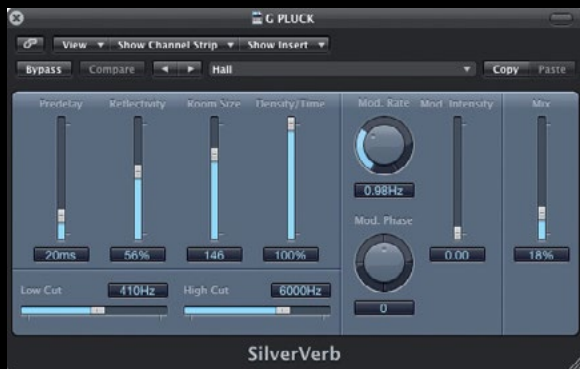 G PLUCK
View Show Channel Strip Show Insert
Bypass Compare Hall Copy Paste
Predelay Reflectivity Room Size Density/Time Mod. Rate Mod. Intensity Mix
0.98Hz
Mod. Phase
20ms 56% 146 100% 0.00 18%
Low Cut 410Hz High Cut 6000Hz
0
SilverVerb